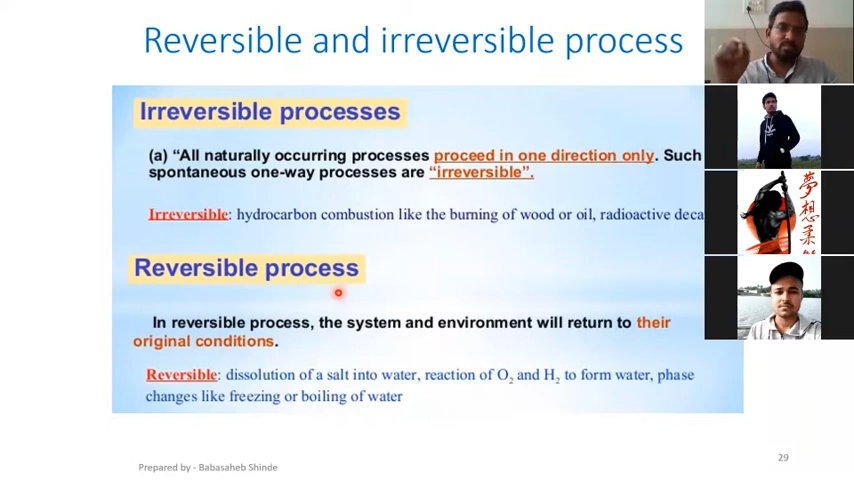 Reversible and irreversible process
Irreversible processes
(a) “All naturally occurring processes proceed in one direction only. Such
spontaneous one-way processes are “irreversible”.
Irreversible: hydrocarbon combustion like the burning of wood or oil, radioactive deca
Reversible process
In reversible process, the system and environment will return to their
original conditions.
Reversible: dissolution of a salt into water, reaction of O2 and H2 to form water, phase
changes like freezing or boiling of water
夢
想
柔
29
Prepared by - Babasaheb Shinde